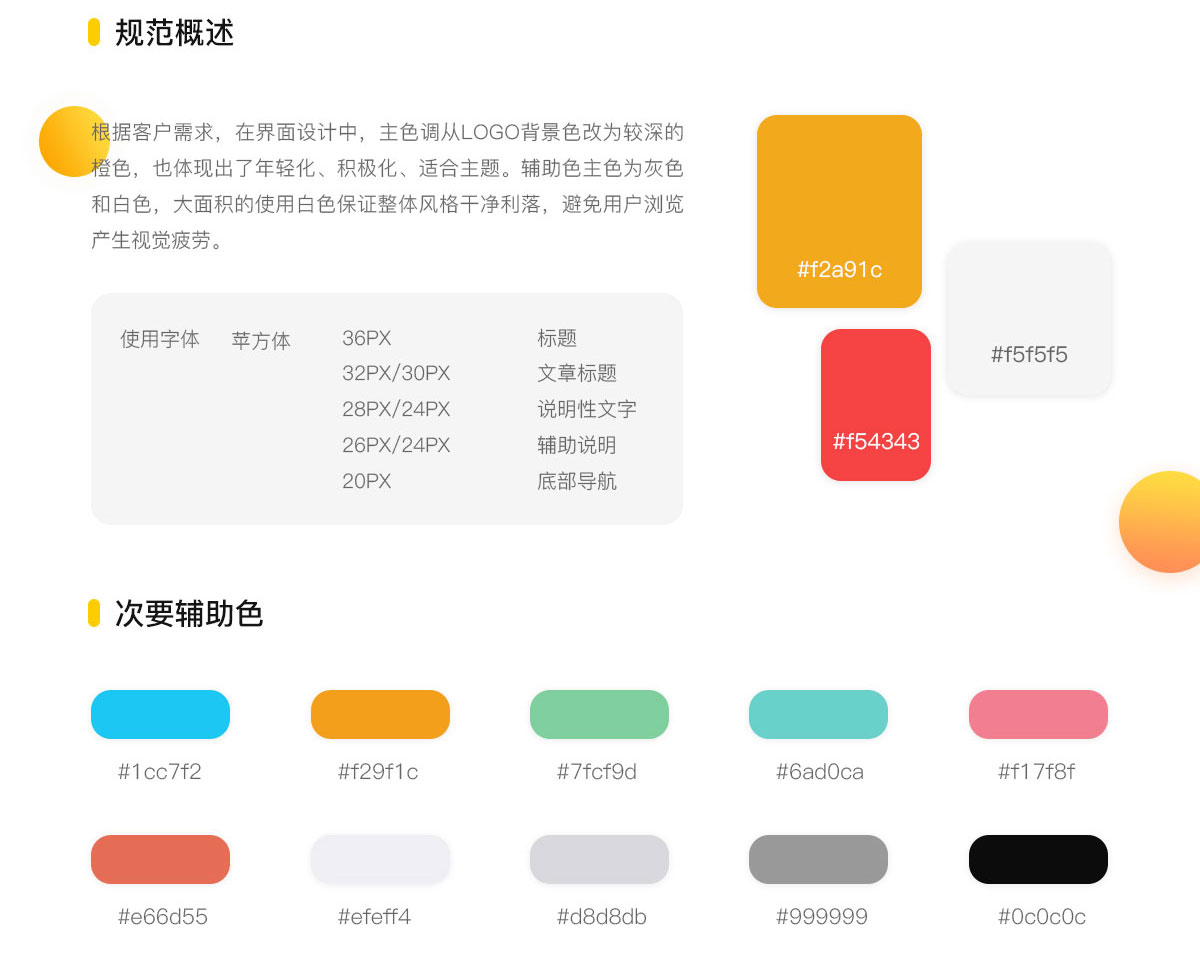 规范概述
根据客户需求，在界面设计中，主色调从LOGO背景色改为较深的
橙色，也体现出了年轻化、积极化、适合主题。辅助色主色为灰色
和白色，大面积的使用白色保证整体风格干净利落，避免用户浏览
产生视觉疲劳。
#f2a91c
#f5f5f5
#f54343
使用字体 苹方体 36PX 标题
32PX/30PX 文章标题
28PX/24PX 说明性文字
26PX/24PX 辅助说明
20PX 底部导航
次要辅助色
#1cc7f2 #f29f1c #7fcf9d #6ad0ca #f17f8f
#e66d55 #efeff4 #d8d8db #999999 #0c0c0c